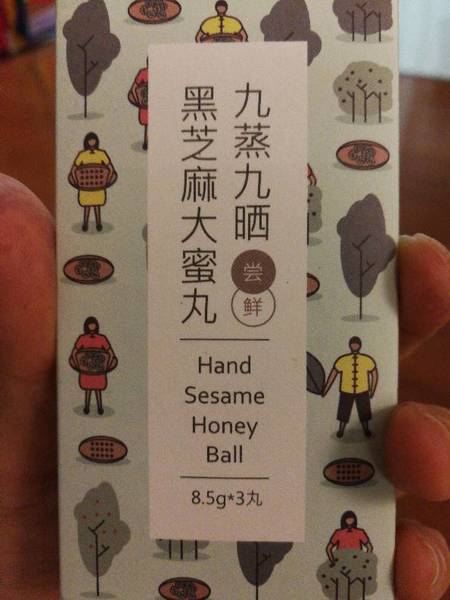 九蒸九晒
尝鲜
黑芝麻大蜜丸
Hand
Sesame
Honey
Ball
8.5g*3丸